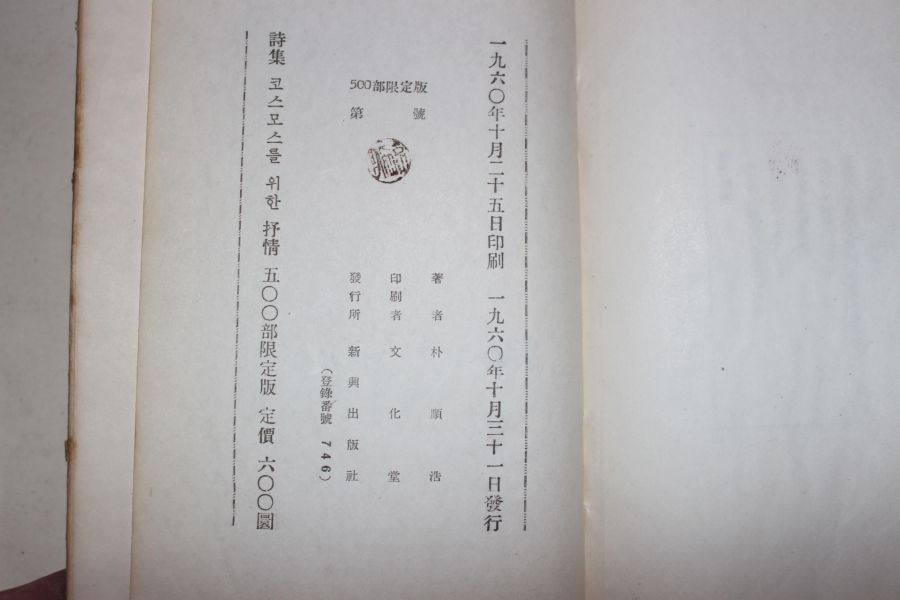 一九六〇年十月二十五日印刷 一九六〇年十月三十一日發行
500部限定版
第 號
著者 朴順浩
印刷者 文化堂
發行所 新興出版社
(登錄番號 746)
詩集 코스모스를 위한 抒情 五〇〇部限定版 定價 六〇〇圜